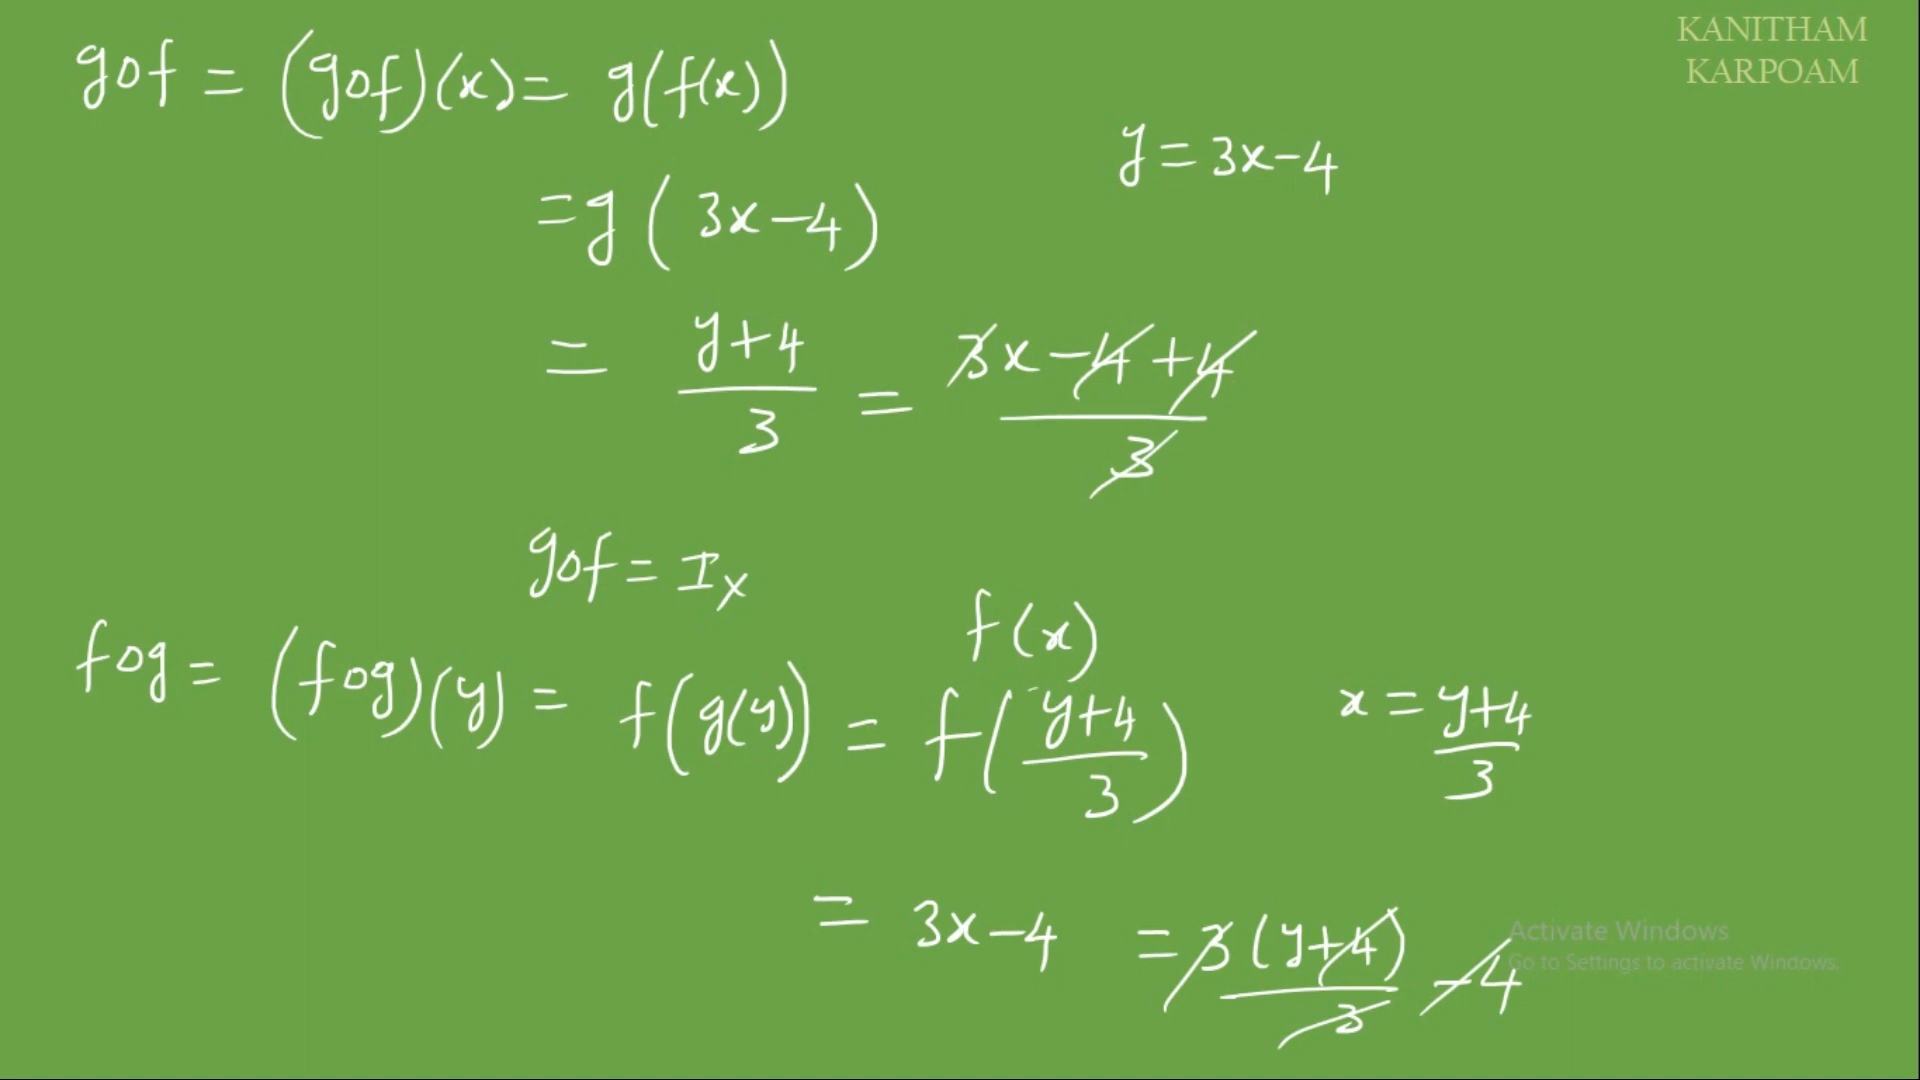 KANITHAM
KARPOAM
gof = (gof)(x) = g(f(x))
y = 3x-4
= g(3x-4)
= y+4/3 = 3x-4+4/3
gof = Ix
f(x)
fog = (fog)(y) = f(g(y)) = f(y+4/3)
x = y+4/3
= 3x-4 = 3(y+4)/3 -4
Activate Windows
Go to Settings to activate Windows.